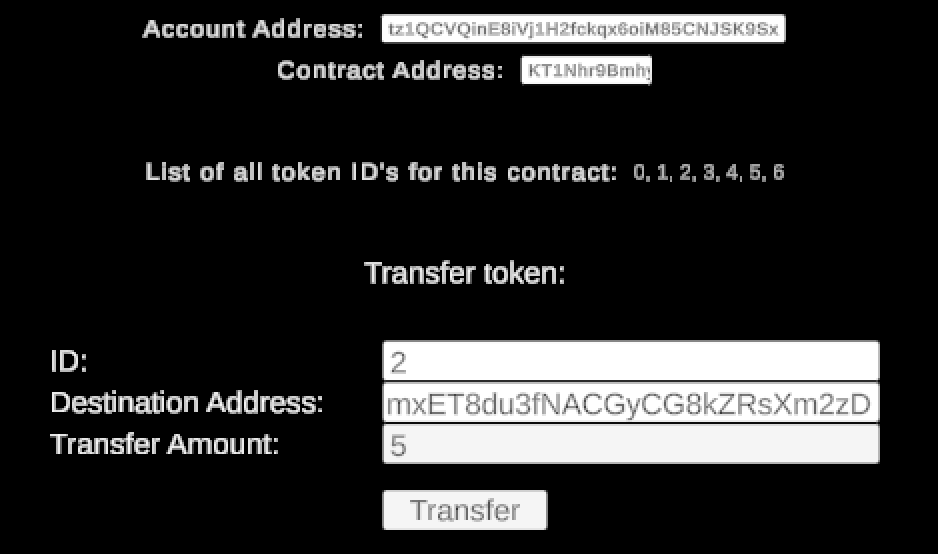 Account Address: tz1QCVQinE8iVj1H2fckqx6oiM85CNJSK9Sx
Contract Address: KT1Nhr9Bmhy
List of all token ID's for this contract: 0, 1, 2, 3, 4, 5, 6
Transfer token:
ID: 2
Destination Address: mxET8du3fNACGyCG8kZRsXm2zD
Transfer Amount: 5
Transfer